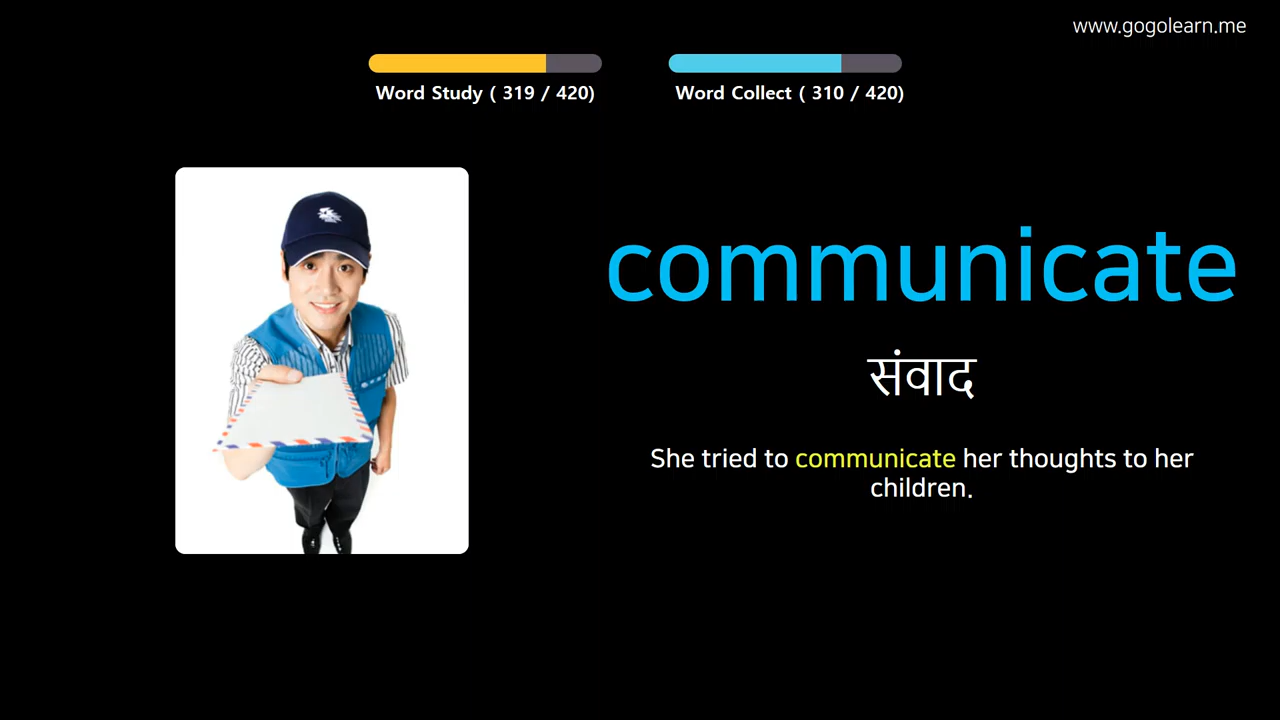 www.gogolearn.me
Word Study ( 319 / 420)
Word Collect ( 310 / 420)
communicate
संवाद
She tried to communicate her thoughts to her
children.